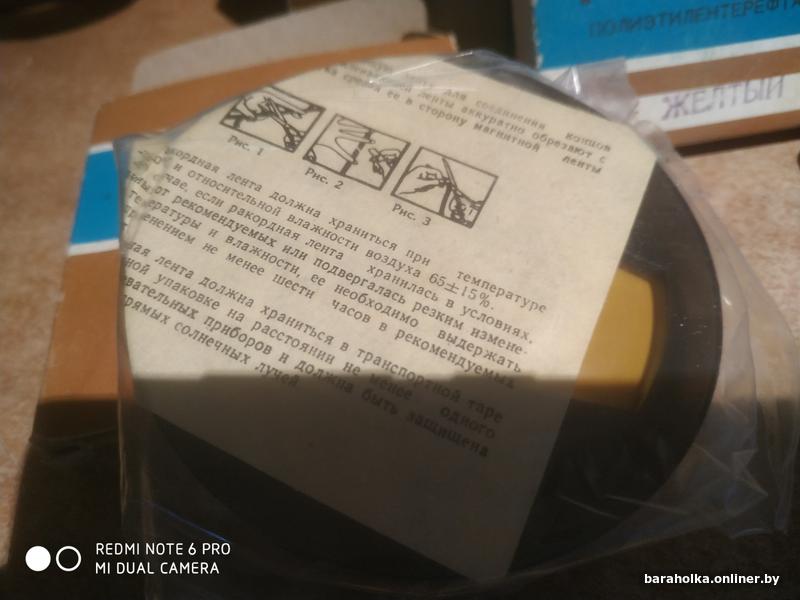 ПОЛИЭТИЛЕНТЕРЕФТА
ЖЕЛТЫЙ
для соединения концов
ленты аккуратно обрезают с
ее в сторону магнитной ленты
Рис. 1
Рис. 2
Рис. 3
лента должна храниться при температуре
и относительной влажности воздуха 65±15%.
случае, если ракордная лента хранилась в условиях,
от рекомендуемых или подвергалась резким измене-
температуры и влажности, ее необходимо выдержать
не менее шести часов в рекомендуемых
лента должна храниться в транспортной таре
упаковке на расстоянии не менее одного
приборов и должна быть защищена
прямых солнечных лучей
REDMI NOTE 6 PRO
MI DUAL CAMERA
baraholka.onliner.by